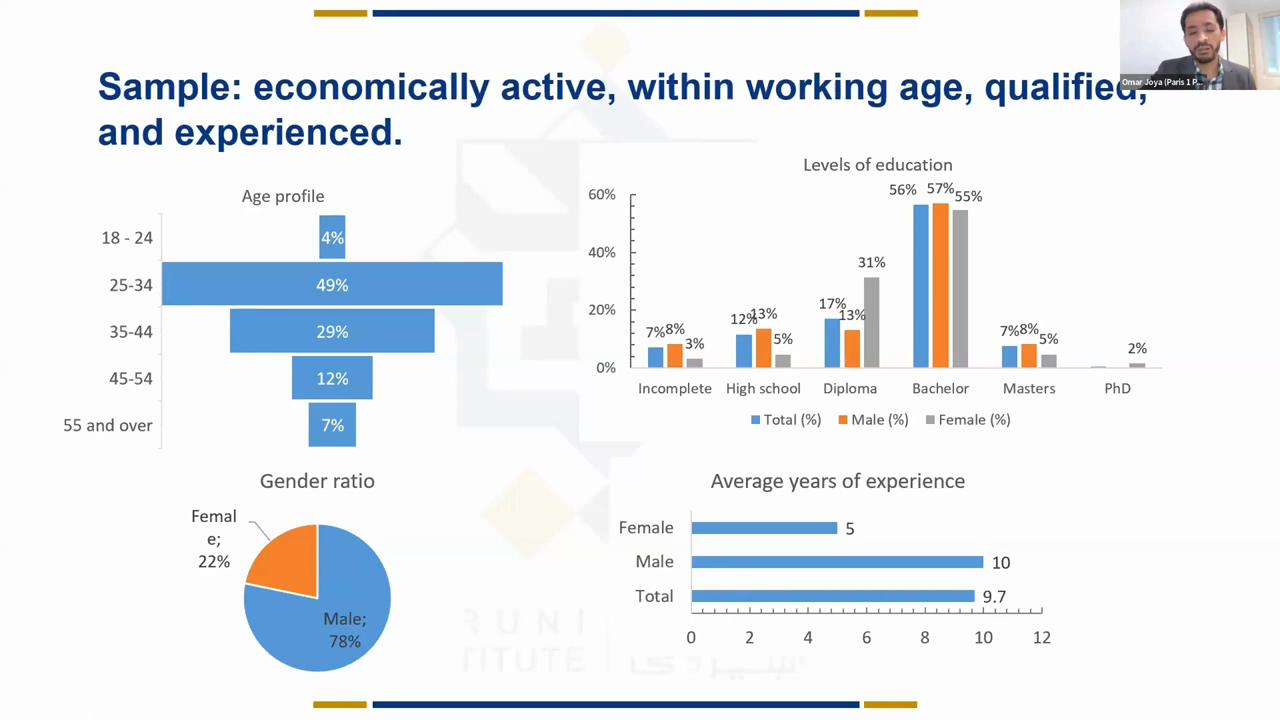 Omar Joya (Paris 1 P...
Sample: economically active, within working age, qualified,
and experienced.
Age profile
18 - 24
4%
25-34
49%
35-44
29%
45-54
12%
55 and over
7%
Levels of education
60%
40%
20%
0%
7%
8%
3%
12%
13%
5%
17%
13%
31%
56%
57%
55%
7%
8%
5%
2%
Incomplete
High school
Diploma
Bachelor
Masters
PhD
Total (%)
Male (%)
Female (%)
Gender ratio
Femal
e;
22%
Male;
78%
Average years of experience
Female
5
Male
10
Total
9.7
0 2 4 6 8 10 12
RUNI
TITUTE